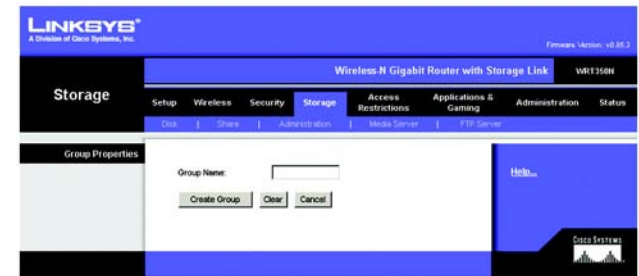 LINKSYS®
A Division of Cisco Systems, Inc.
Firmware Version: v0.85.3
Wireless-N Gigabit Router with Storage Link WRT350N
Storage
Setup Wireless Security Storage Access Restrictions Applications & Gaming Administration Status
Disk | Share | Administration | Media Server | FTP Server
Group Properties
Group Name:
Create Group Clear Cancel
Help...
CISCO SYSTEMS